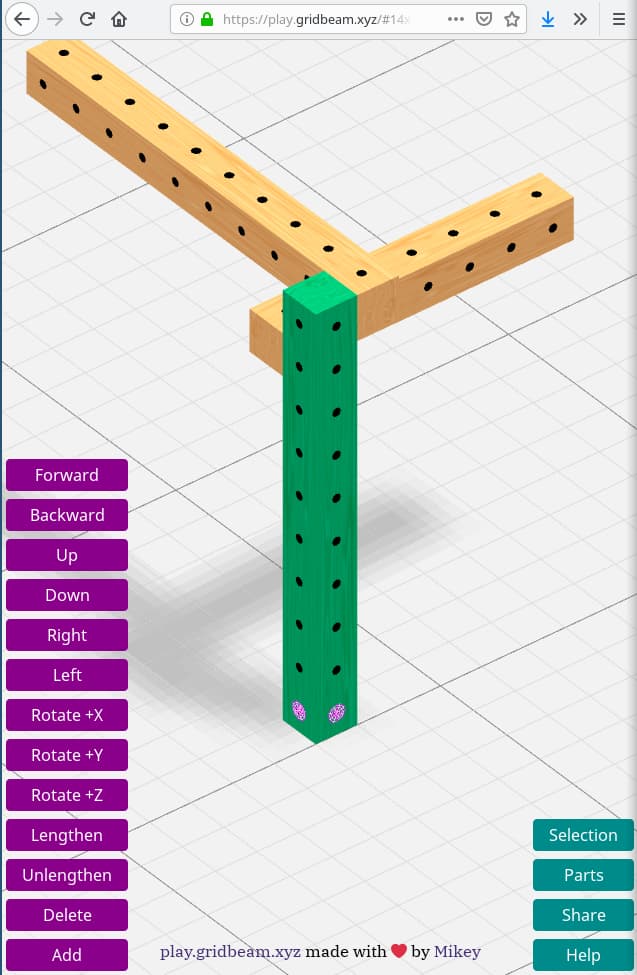 https://play.gridbeam.xyz/#14x
Forward
Backward
Up
Down
Right
Left
Rotate +X
Rotate +Y
Rotate +Z
Lengthen
Unlengthen
Delete
Add
Selection
Parts
Share
Help
play.gridbeam.xyz made with ❤ by Mikey